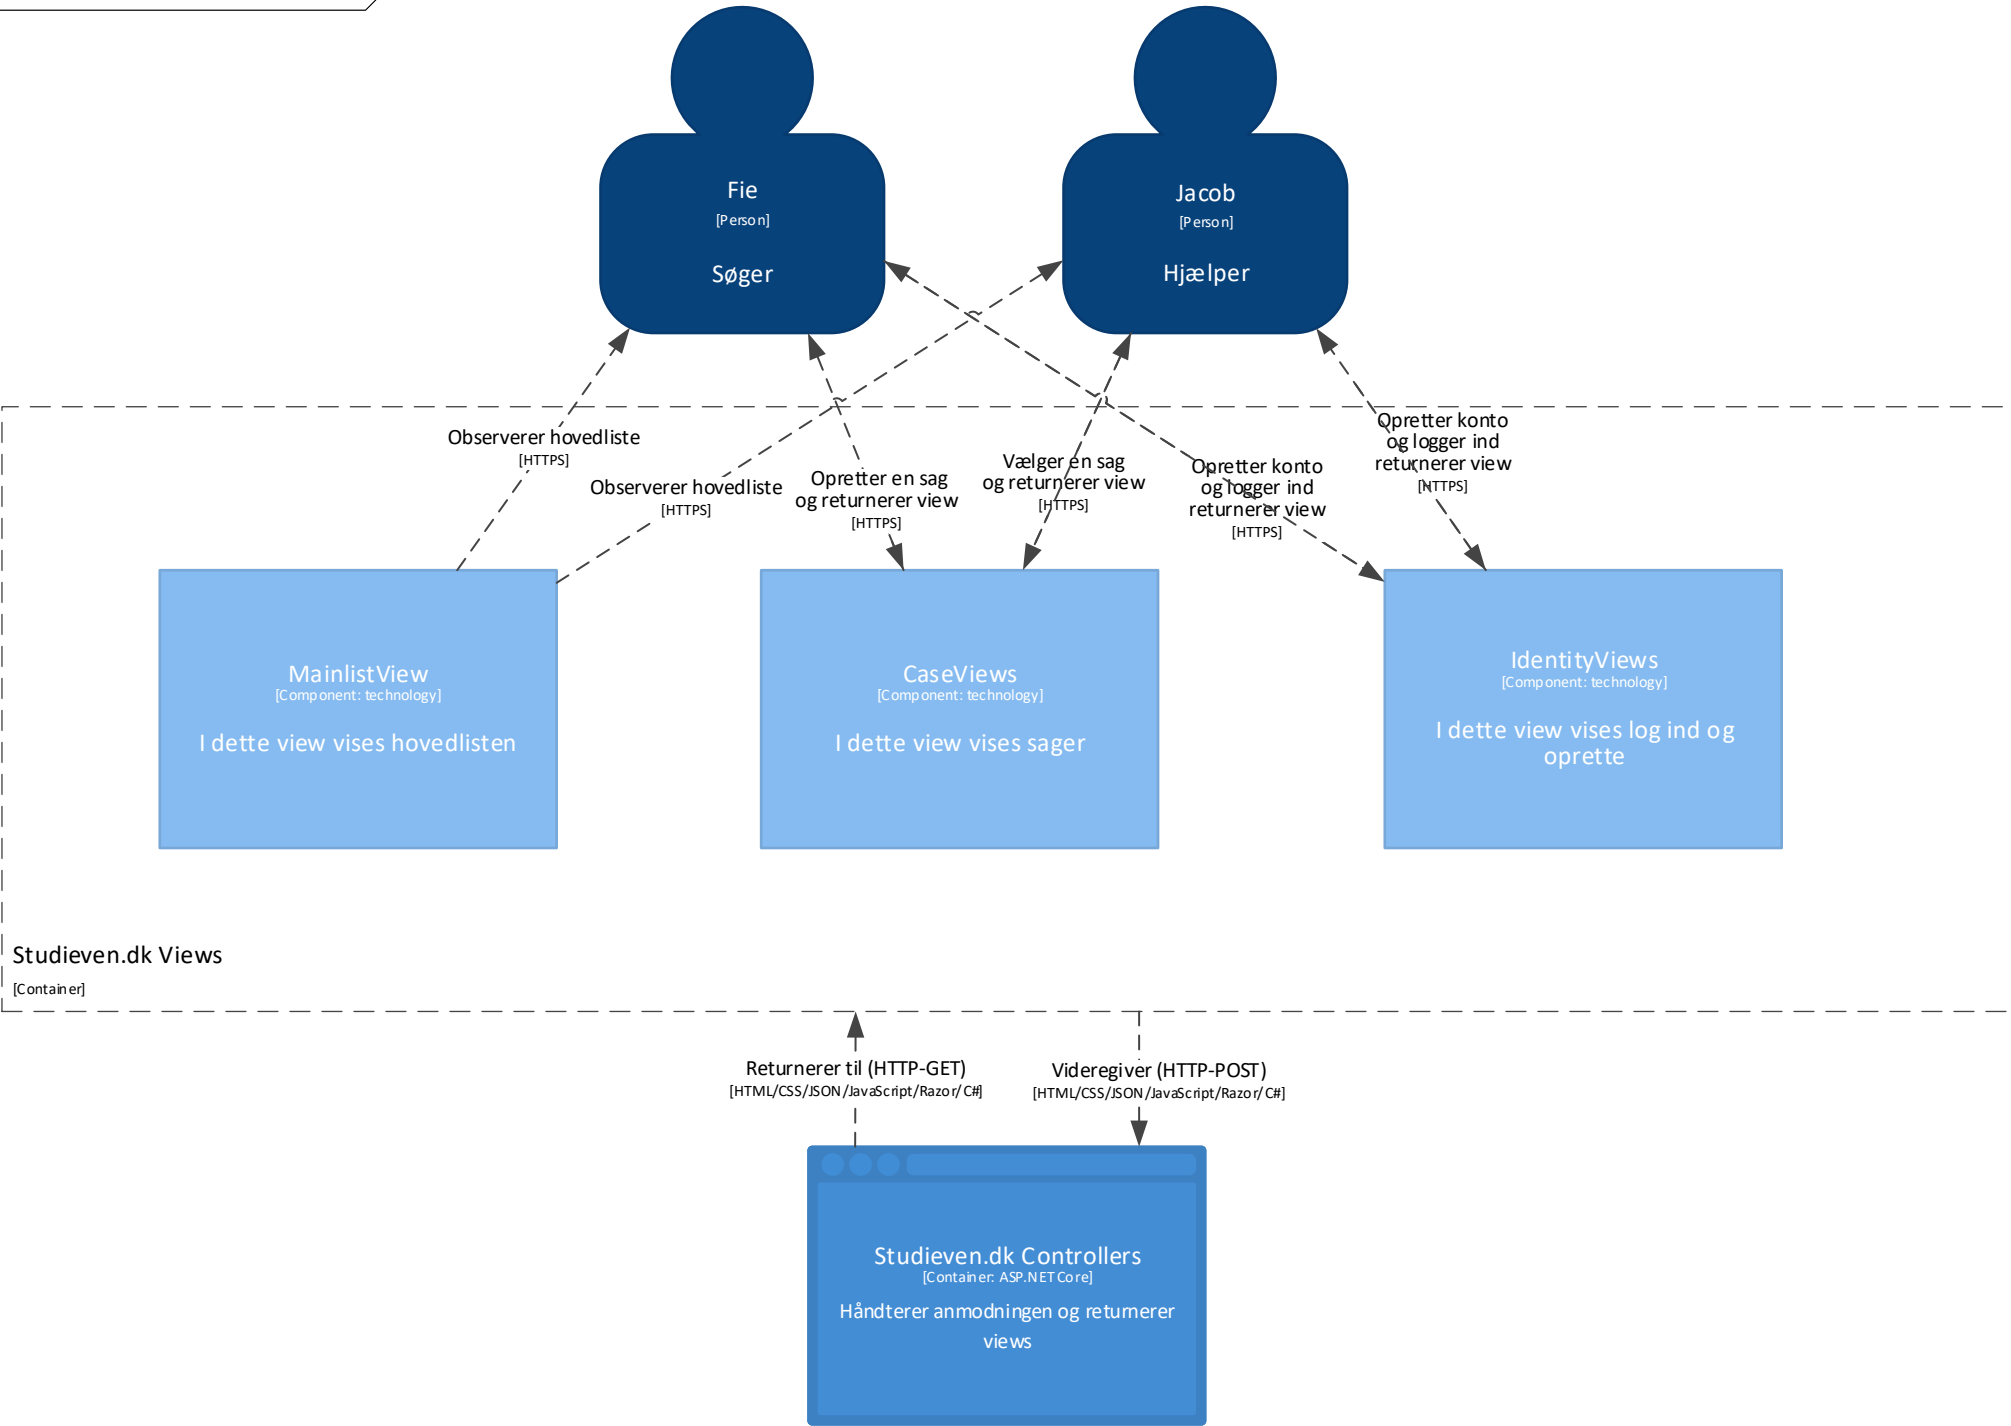 Fie
[Person]
Søger
Jacob
[Person]
Hjælper
Observerer hovedliste
[HTTPS]
Observerer hovedliste
[HTTPS]
Opretter en sag
og returnerer view
[HTTPS]
Vælger en sag
og returnerer view
[HTTPS]
Opretter konto
og logger ind
returnerer view
[HTTPS]
Opretter konto
og logger ind
returnerer view
[HTTPS]
MainlistView
[Component: technology]
I dette view vises hovedlisten
CaseViews
[Component: technology]
I dette view vises sager
IdentityViews
[Component: technology]
I dette view vises log ind og
oprette
Studieven.dk Views
[Container]
Returnerer til (HTTP-GET)
[HTML/CSS/JSON/JavaScript/Razor/C#]
Videregiver (HTTP-POST)
[HTML/CSS/JSON/JavaScript/Razor/C#]
Studieven.dk Controllers
[Container: ASP.NET Core]
Håndterer anmodningen og returnerer
views